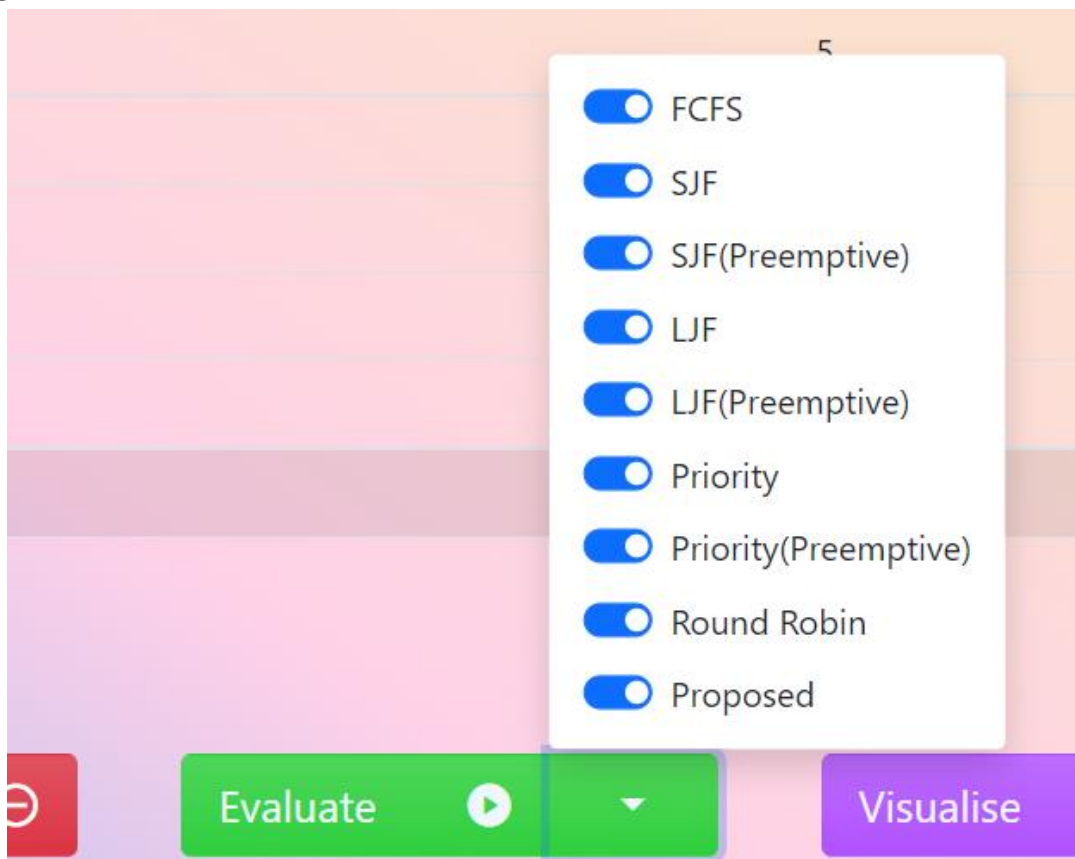 5
FCFS
SJF
SJF(Preemptive)
LJF
LJF(Preemptive)
Priority
Priority(Preemptive)
Round Robin
Proposed
Evaluate
Visualise